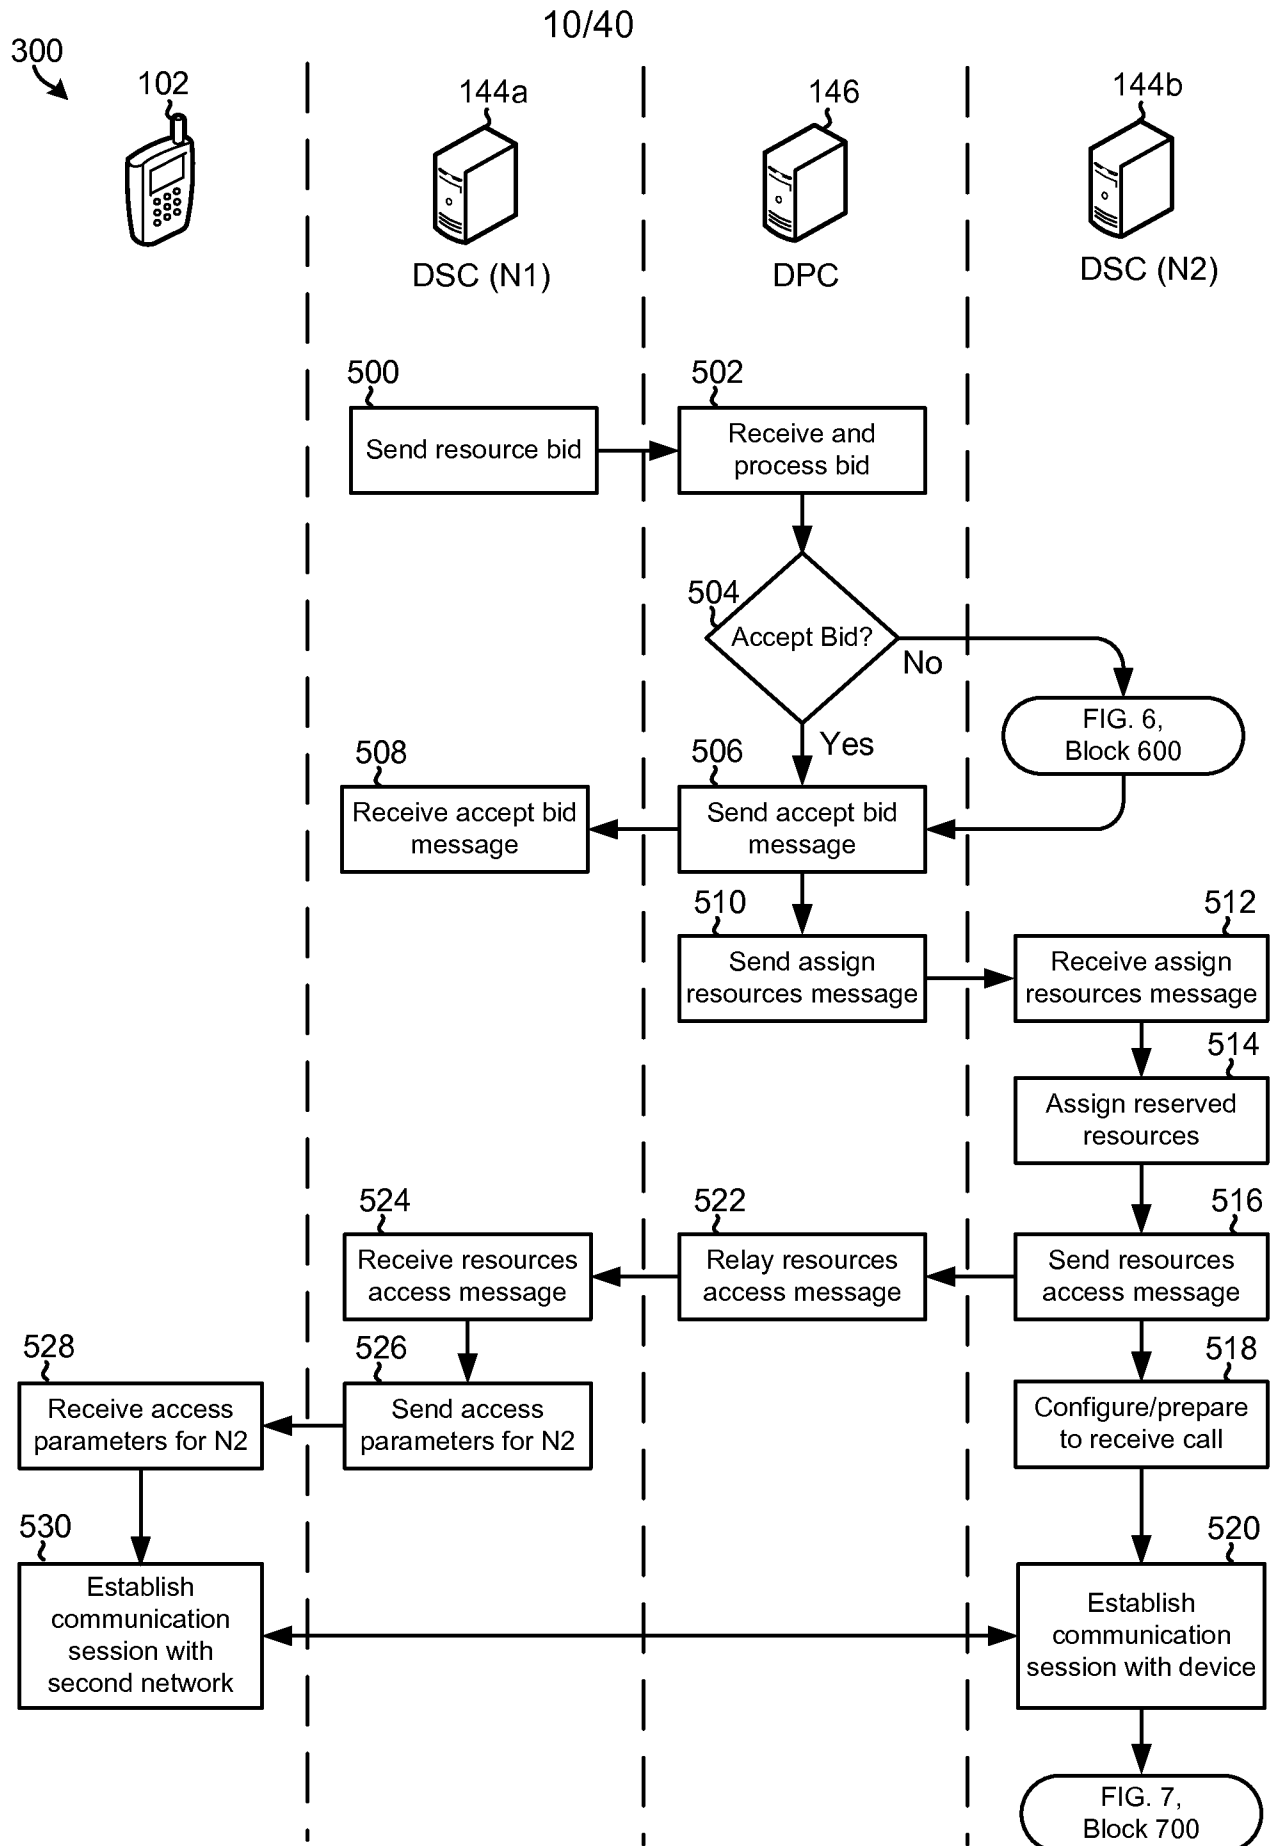 10/40
300
102
144a
146
144b
DSC (N1)
DPC
DSC (N2)
500
Send resource bid
502
Receive and
process bid
504
Accept Bid?
No
Yes
FIG. 6,
Block 600
508
Receive accept bid
message
506
Send accept bid
message
510
Send assign
resources message
512
Receive assign
resources message
514
Assign reserved
resources
524
Receive resources
access message
522
Relay resources
access message
516
Send resources
access message
528
Receive access
parameters for N2
526
Send access
parameters for N2
518
Configure/prepare
to receive call
530
Establish
communication
session with
second network
520
Establish
communication
session with device
FIG. 7,
Block 700